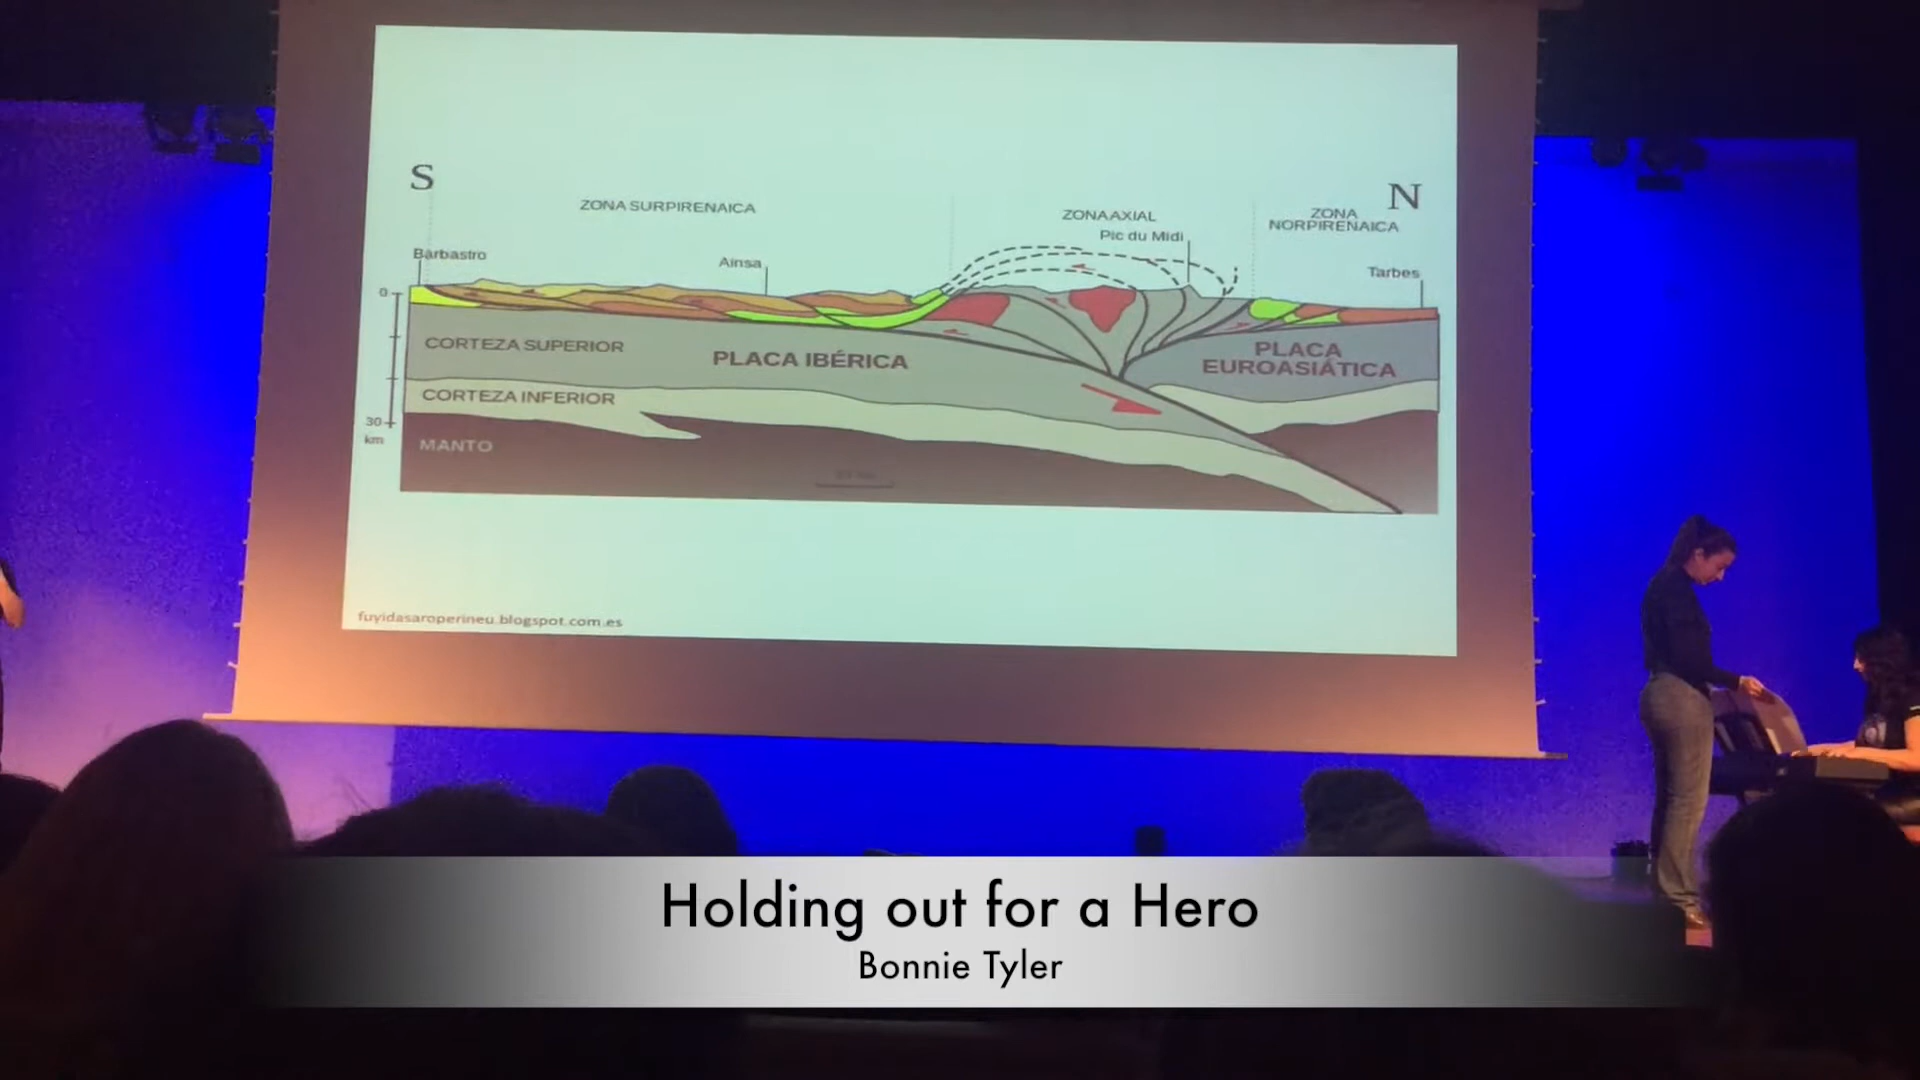 S
N
ZONA SURPIRENAICA
ZONA AXIAL
ZONA
NORPIRENAICA
Pic du Midi
Barbastro
Aínsa
Tarbes
0
CORTEZA SUPERIOR
PLACA IBÉRICA
PLACA
EUROASIÁTICA
CORTEZA INFERIOR
30
km
MANTO
fuyidasaroperineu.blogspot.com.es
Holding out for a Hero
Bonnie Tyler